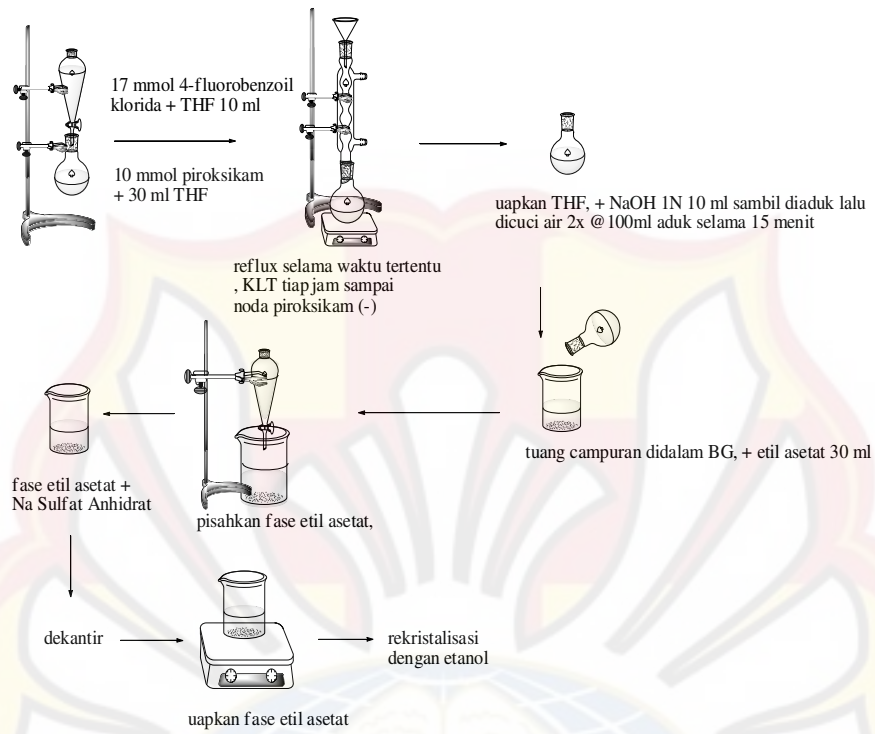 17 mmol 4-fluorobenzoil
klorida + THF 10 ml
10 mmol piroksikam
+ 30 ml THF
reflux selama waktu tertentu
, KLT tiap jam sampai
noda piroksikam (-)
uapkan THF, + NaOH 1N 10 ml sambil diaduk lalu
dicuci air 2x @100ml aduk selama 15 menit
tuang campuran didalam BG, + etil asetat 30 ml
pisahkan fase etil asetat,
fase etil asetat +
Na Sulfat Anhidrat
dekantir
uapkan fase etil asetat
rekristalisasi
dengan etanol